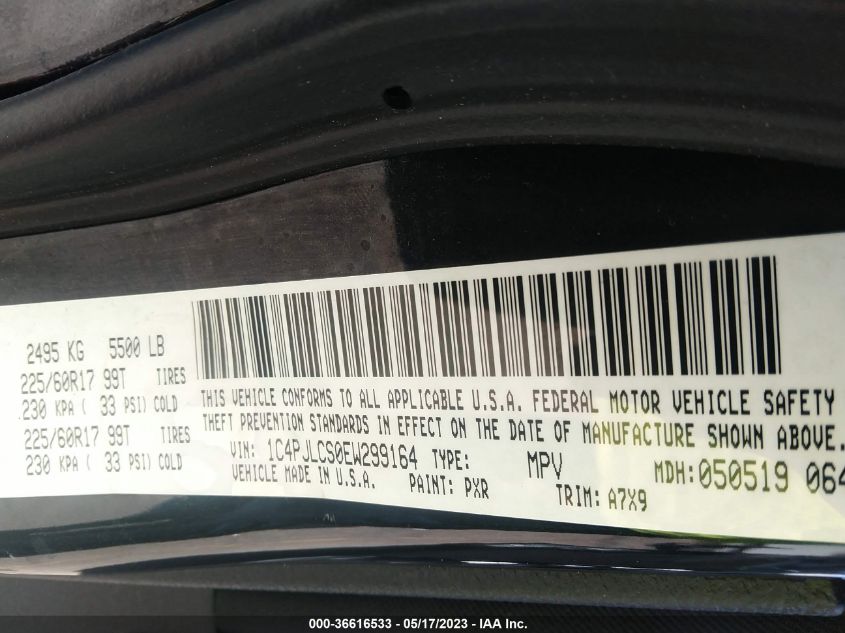 2495 KG 5500 LB
225/60R17 99T TIRES
230 KPA ( 33 PSI) COLD
225/60R17 99T TIRES
230 KPA ( 33 PSI) COLD
THIS VEHICLE CONFORMS TO ALL APPLICABLE U.S.A. FEDERAL MOTOR VEHICLE SAFETY
THEFT PREVENTION STANDARDS IN EFFECT ON THE DATE OF MANUFACTURE SHOWN ABOVE.
VIN: 1C4PJLCS0EW299164 TYPE: MPV MDH:050519 064
VEHICLE MADE IN U.S.A. PAINT: PXR TRIM: A7X9
000-36616533 - 05/17/2023 - IAA Inc.